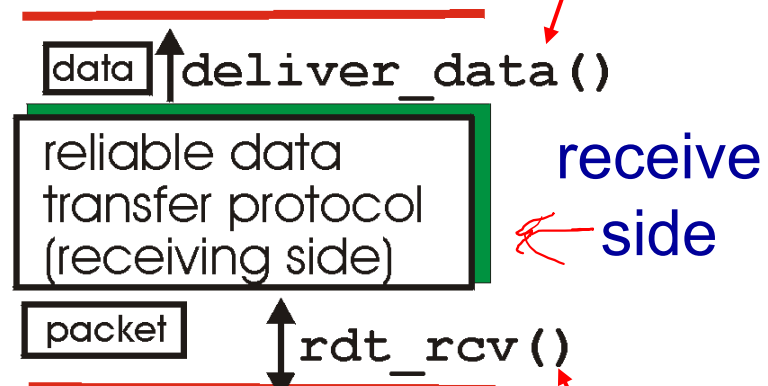 data deliver_data()
reliable data
transfer protocol
(receiving side)
receive
side
packet
rdt_rcv()